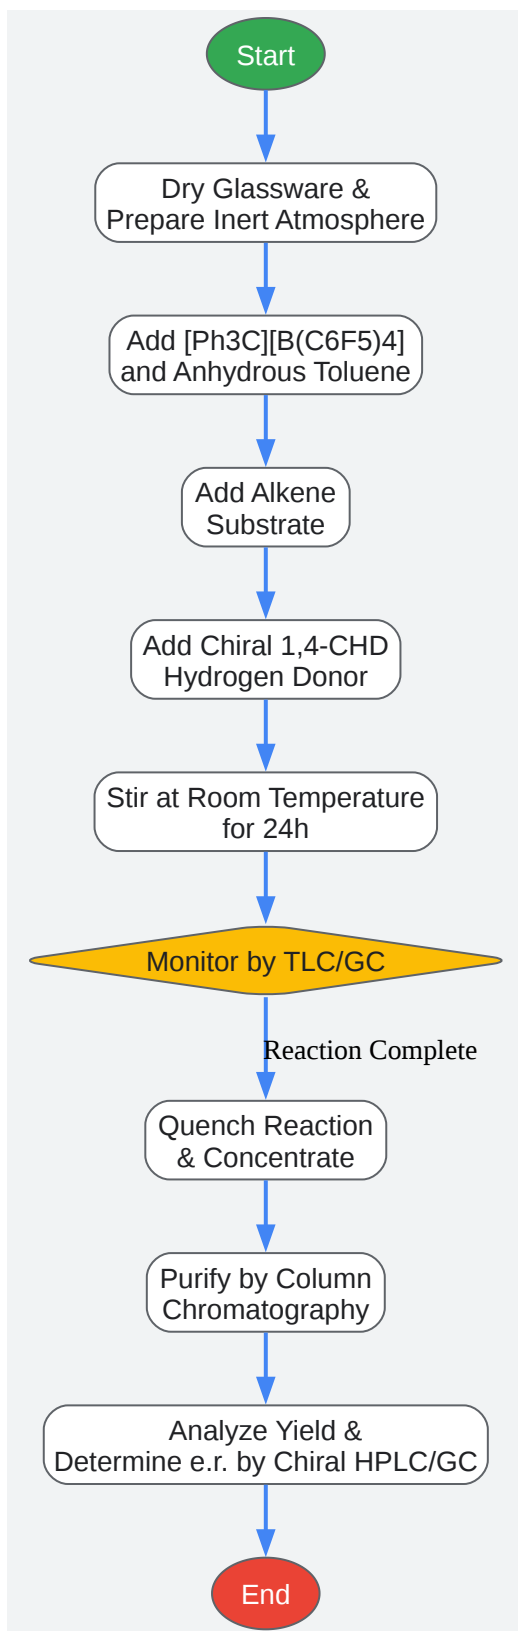 Start
Dry Glassware &
Prepare Inert Atmosphere
Add [Ph3C][B(C6F5)4]
and Anhydrous Toluene
Add Alkene
Substrate
Add Chiral 1,4-CHD
Hydrogen Donor
Stir at Room Temperature
for 24h
Monitor by TLC/GC
Reaction Complete
Quench Reaction
& Concentrate
Purify by Column
Chromatography
Analyze Yield &
Determine e.r. by Chiral HPLC/GC
End